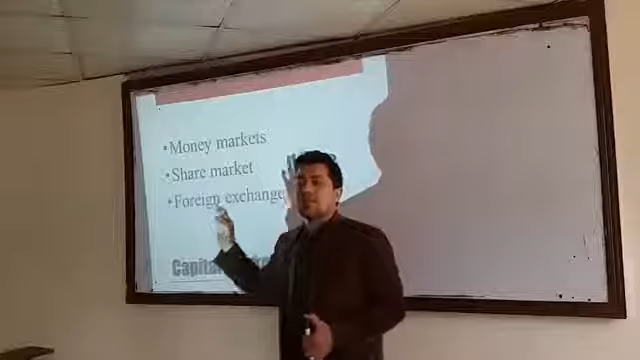 •Money markets
•Share market
•Foreign exchange
Capital